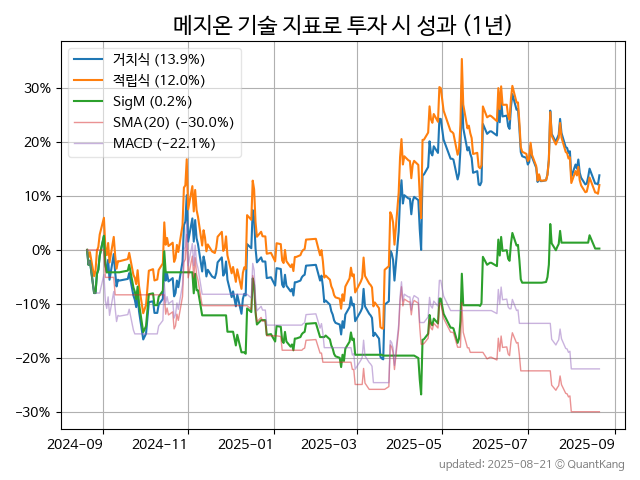 메지온 기술 지표로 투자 시 성과 (1년)
거치식 (13.9%)
적립식 (12.0%)
SigM (0.2%)
SMA(20) (−30.0%)
MACD (−22.1%)
30%
20%
10%
0%
−10%
−20%
−30%
2024-09 2024-11 2025-01 2025-03 2025-05 2025-07 2025-09
updated: 2025-08-21 © QuantKang